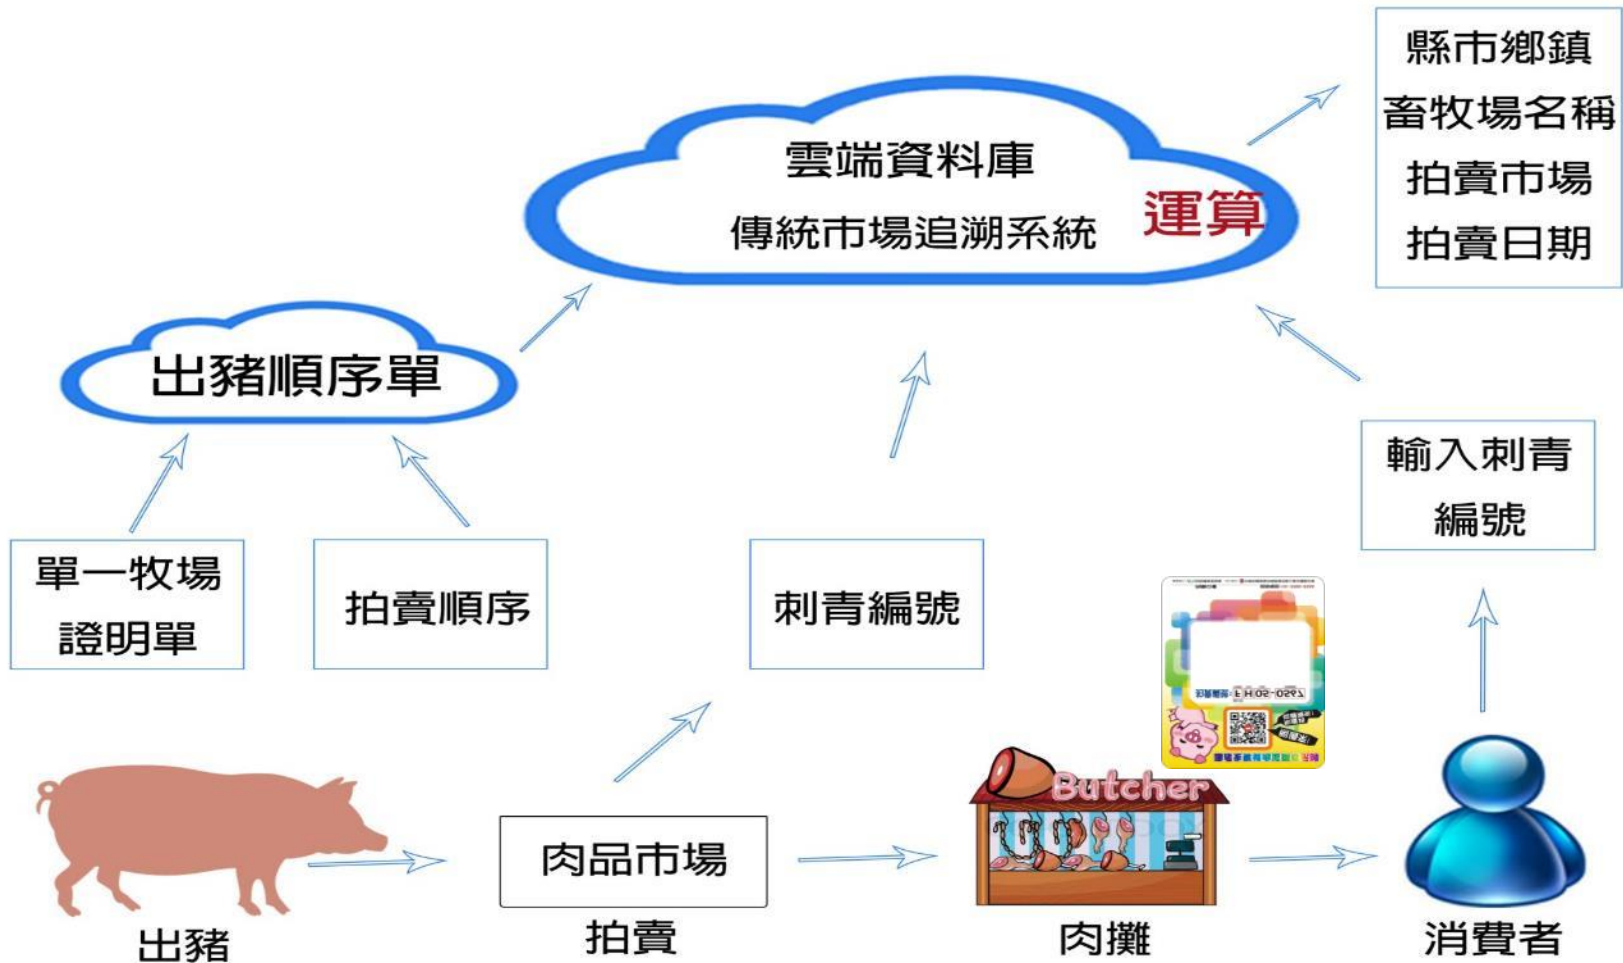 縣市鄉鎮
畜牧場名稱
拍賣市場
拍賣日期
雲端資料庫
傳統市場追溯系統
運算
出豬順序單
單一牧場
證明單
拍賣順序
刺青編號
輸入刺青
編號
FH05-0567
Butcher
肉品市場
出豬
拍賣
肉攤
消費者